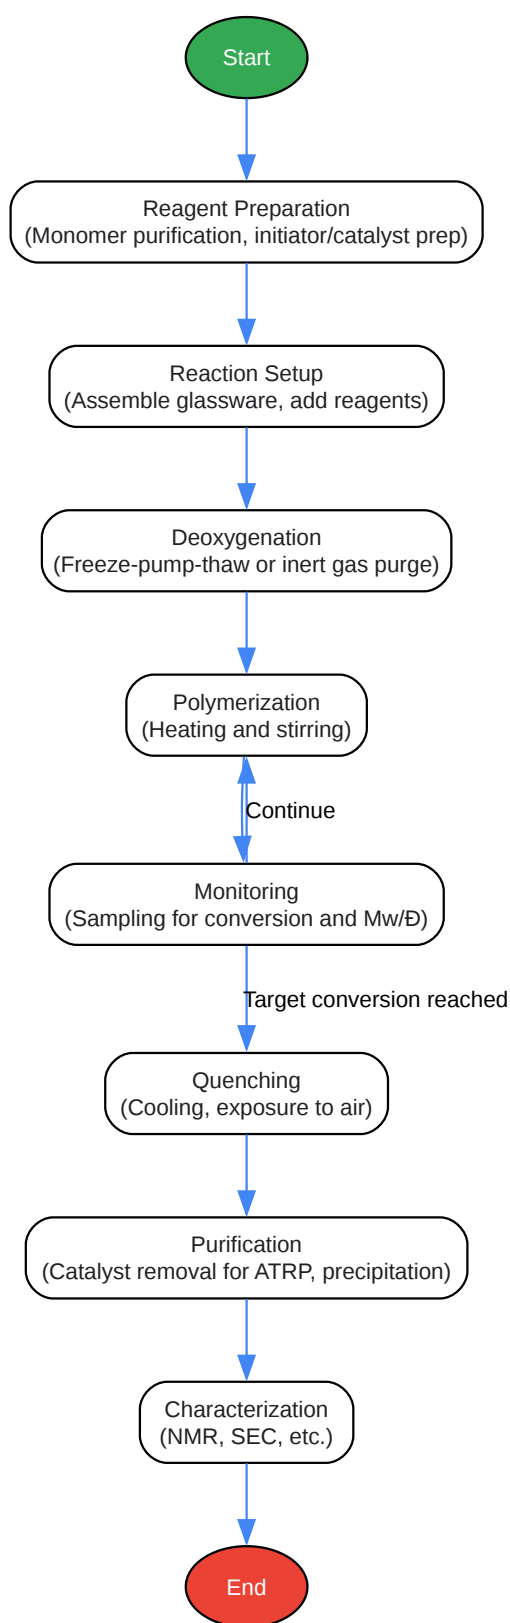 Start
Reagent Preparation
(Monomer purification, initiator/catalyst prep)
Reaction Setup
(Assemble glassware, add reagents)
Deoxygenation
(Freeze-pump-thaw or inert gas purge)
Polymerization
(Heating and stirring)
Continue
Monitoring
(Sampling for conversion and Mw/Đ)
Target conversion reached
Quenching
(Cooling, exposure to air)
Purification
(Catalyst removal for ATRP, precipitation)
Characterization
(NMR, SEC, etc.)
End